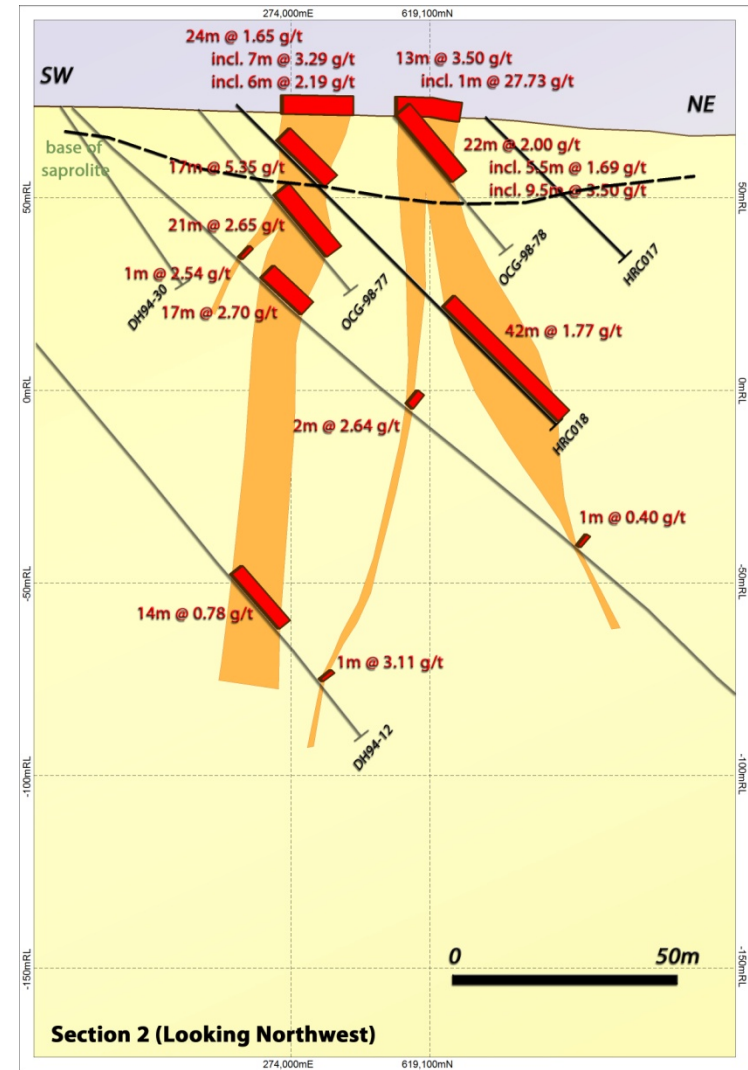 274,000mE
619,100mN
24m @ 1.65 g/t
incl. 7m @ 3.29 g/t
incl. 6m @ 2.19 g/t
13m @ 3.50 g/t
incl. 1m @ 27.73 g/t
SW
NE
base of
saprolite
17m @ 5.35 g/t
22m @ 2.00 g/t
incl. 5.5m @ 1.69 g/t
incl. 9.5m @ 3.50 g/t
50mRL
50mRL
21m @ 2.65 g/t
1m @ 2.54 g/t
17m @ 2.70 g/t
DH94-30
OCG-98-77
OCG-98-78
HRC017
42m @ 1.77 g/t
0mRL
0mRL
2m @ 2.64 g/t
HRC018
1m @ 0.40 g/t
-50mRL
-50mRL
14m @ 0.78 g/t
1m @ 3.11 g/t
DH94-12
-100mRL
-100mRL
0
50m
-150mRL
-150mRL
Section 2 (Looking Northwest)
274,000mE
619,100mN